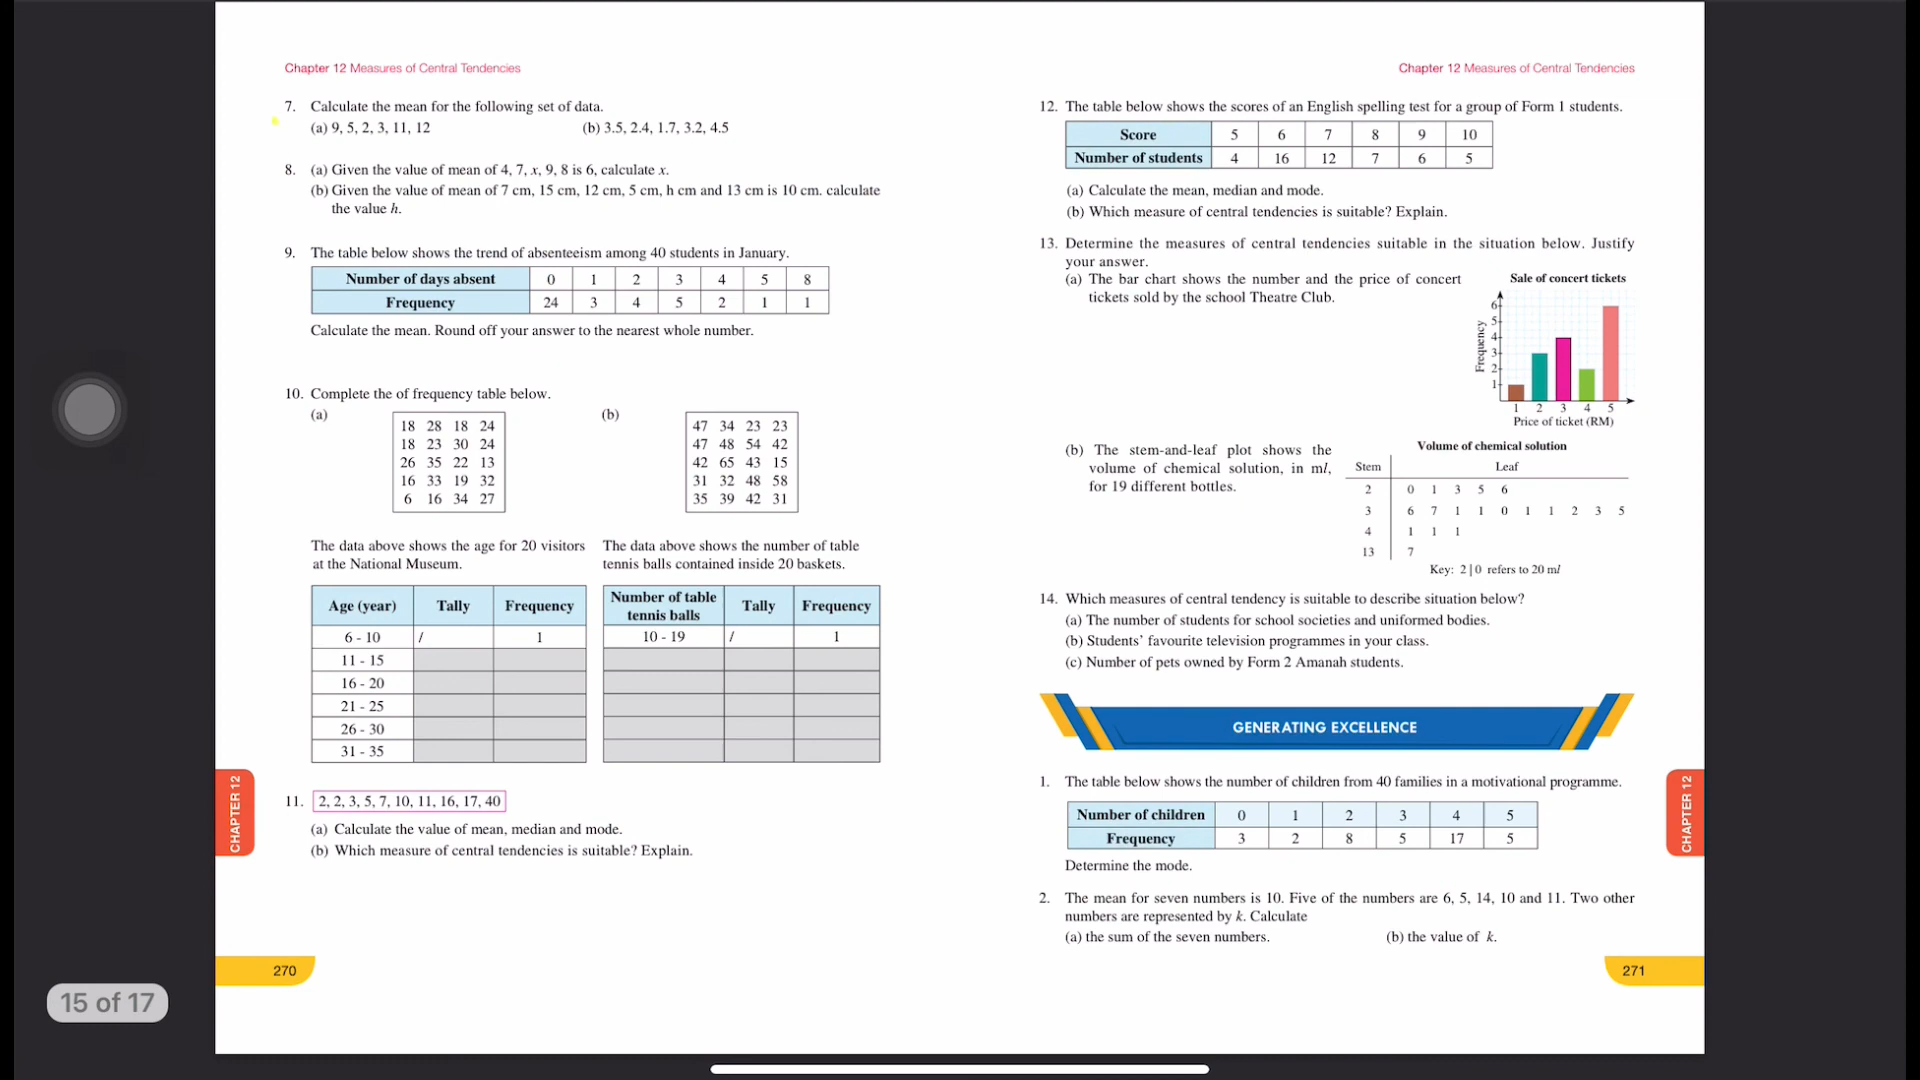 Chapter 12 Measures of Central Tendencies
7. Calculate the mean for the following set of data.
(a) 9, 5, 2, 3, 11, 12 (b) 3.5, 2.4, 1.7, 3.2, 4.5
8. (a) Given the value of mean of 4, 7, x, 9, 8 is 6, calculate x.
(b) Given the value of mean of 7 cm, 15 cm, 12 cm, 5 cm, h cm and 13 cm is 10 cm. calculate
the value h.
9. The table below shows the trend of absenteeism among 40 students in January.
Number of days absent 0 1 2 3 4 5 8
Frequency 24 3 4 5 2 1 1
Calculate the mean. Round off your answer to the nearest whole number.
10. Complete the of frequency table below.
(a)
18 28 18 24
18 23 30 24
26 35 22 13
16 33 19 32
6 16 34 27
The data above shows the age for 20 visitors
at the National Museum.
Age (year) Tally Frequency
6 - 10 / 1
11 - 15
16 - 20
21 - 25
26 - 30
31 - 35
(b)
47 34 23 23
47 48 54 42
42 65 43 15
31 32 48 58
35 39 42 31
The data above shows the number of table
tennis balls contained inside 20 baskets.
Number of table
tennis balls Tally Frequency
10 - 19 / 1
11. 2, 2, 3, 5, 7, 10, 11, 16, 17, 40
(a) Calculate the value of mean, median and mode.
(b) Which measure of central tendencies is suitable? Explain.
CHAPTER 12
270
15 of 17
Chapter 12 Measures of Central Tendencies
12. The table below shows the scores of an English spelling test for a group of Form 1 students.
Score 5 6 7 8 9 10
Number of students 4 16 12 7 6 5
(a) Calculate the mean, median and mode.
(b) Which measure of central tendencies is suitable? Explain.
13. Determine the measures of central tendencies suitable in the situation below. Justify
your answer.
(a) The bar chart shows the number and the price of concert
tickets sold by the school Theatre Club.
Sale of concert tickets
Frequency
6
5
4
3
2
1
1 2 3 4 5
Price of ticket (RM)
(b) The stem-and-leaf plot shows the
volume of chemical solution, in ml,
for 19 different bottles.
Volume of chemical solution
Stem Leaf
2 0 1 3 5 6
3 6 7 1 1 0 1 1 2 3 5
4 1 1 1
13 7
Key: 2 | 0 refers to 20 ml
14. Which measures of central tendency is suitable to describe situation below?
(a) The number of students for school societies and uniformed bodies.
(b) Students' favourite television programmes in your class.
(c) Number of pets owned by Form 2 Amanah students.
GENERATING EXCELLENCE
1. The table below shows the number of children from 40 families in a motivational programme.
Number of children 0 1 2 3 4 5
Frequency 3 2 8 5 17 5
Determine the mode.
2. The mean for seven numbers is 10. Five of the numbers are 6, 5, 14, 10 and 11. Two other
numbers are represented by k. Calculate
(a) the sum of the seven numbers. (b) the value of k.
CHAPTER 12
271